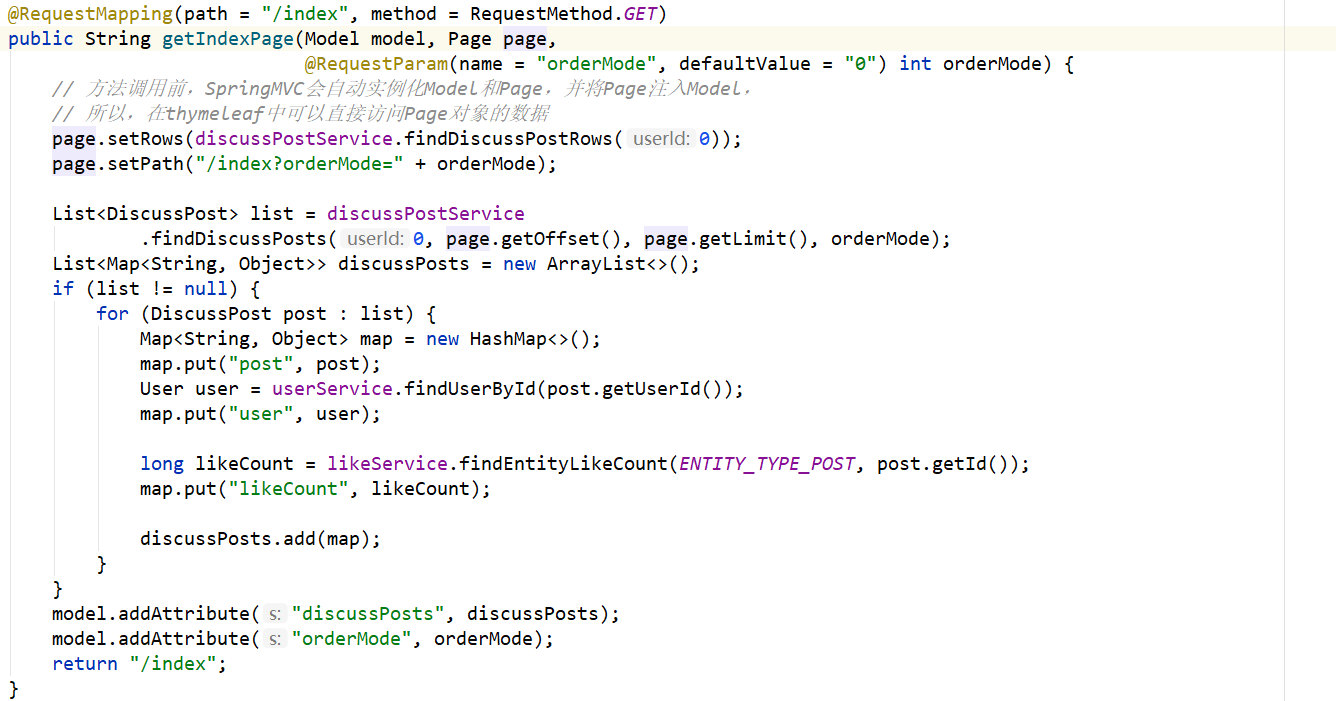 @RequestMapping(path = "/index", method = RequestMethod.GET)
public String getIndexPage(Model model, Page page,
                           @RequestParam(name = "orderMode", defaultValue = "0") int orderMode) {
    // 方法调用前，SpringMVC会自动实例化Model和Page，并将Page注入Model，
    // 所以，在thymeleaf中可以直接访问Page对象的数据
    page.setRows(discussPostService.findDiscussPostRows( userId: 0));
    page.setPath("/index?orderMode=" + orderMode);
    List<DiscussPost> list = discussPostService
            .findDiscussPosts( userId: 0, page.getOffset(), page.getLimit(), orderMode);
    List<Map<String, Object>> discussPosts = new ArrayList<>();
    if (list != null) {
        for (DiscussPost post : list) {
            Map<String, Object> map = new HashMap<>();
            map.put("post", post);
            User user = userService.findUserById(post.getUserId());
            map.put("user", user);
            long likeCount = likeService.findEntityLikeCount(ENTITY_TYPE_POST, post.getId());
            map.put("likeCount", likeCount);
            discussPosts.add(map);
        }
    }
    model.addAttribute( s: "discussPosts", discussPosts);
    model.addAttribute( s: "orderMode", orderMode);
    return "/index";
}